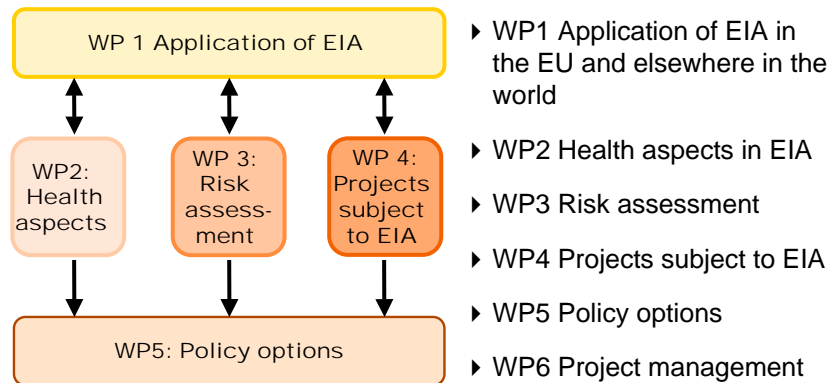 WP 1 Application of EIA
WP2:
Health
aspects
WP 3:
Risk
assess-
ment
WP 4:
Projects
subject
to EIA
WP5: Policy options
WP1 Application of EIA in
the EU and elsewhere in the
world
WP2 Health aspects in EIA
WP3 Risk assessment
WP4 Projects subject to EIA
WP5 Policy options
WP6 Project management